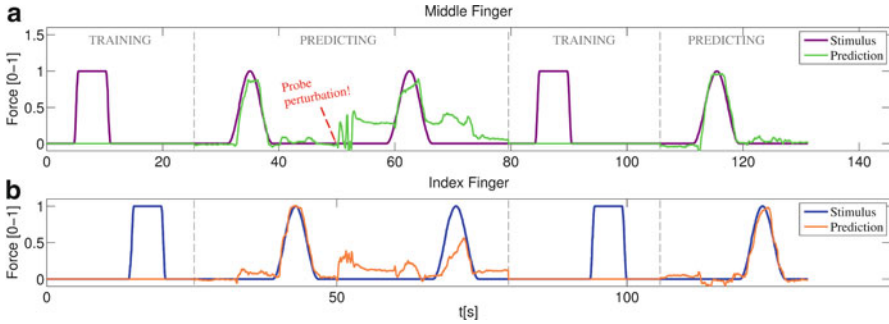 a
Middle Finger
TRAINING
PREDICTING
TRAINING
PREDICTING
Stimulus
Prediction
Probe
perturbation!
Force [0–1]
1.5
1
0.5
0
0
20
40
60
80
100
120
140
b
Index Finger
Stimulus
Prediction
Force [0–1]
1
0.5
0
0
50
100
t[s]